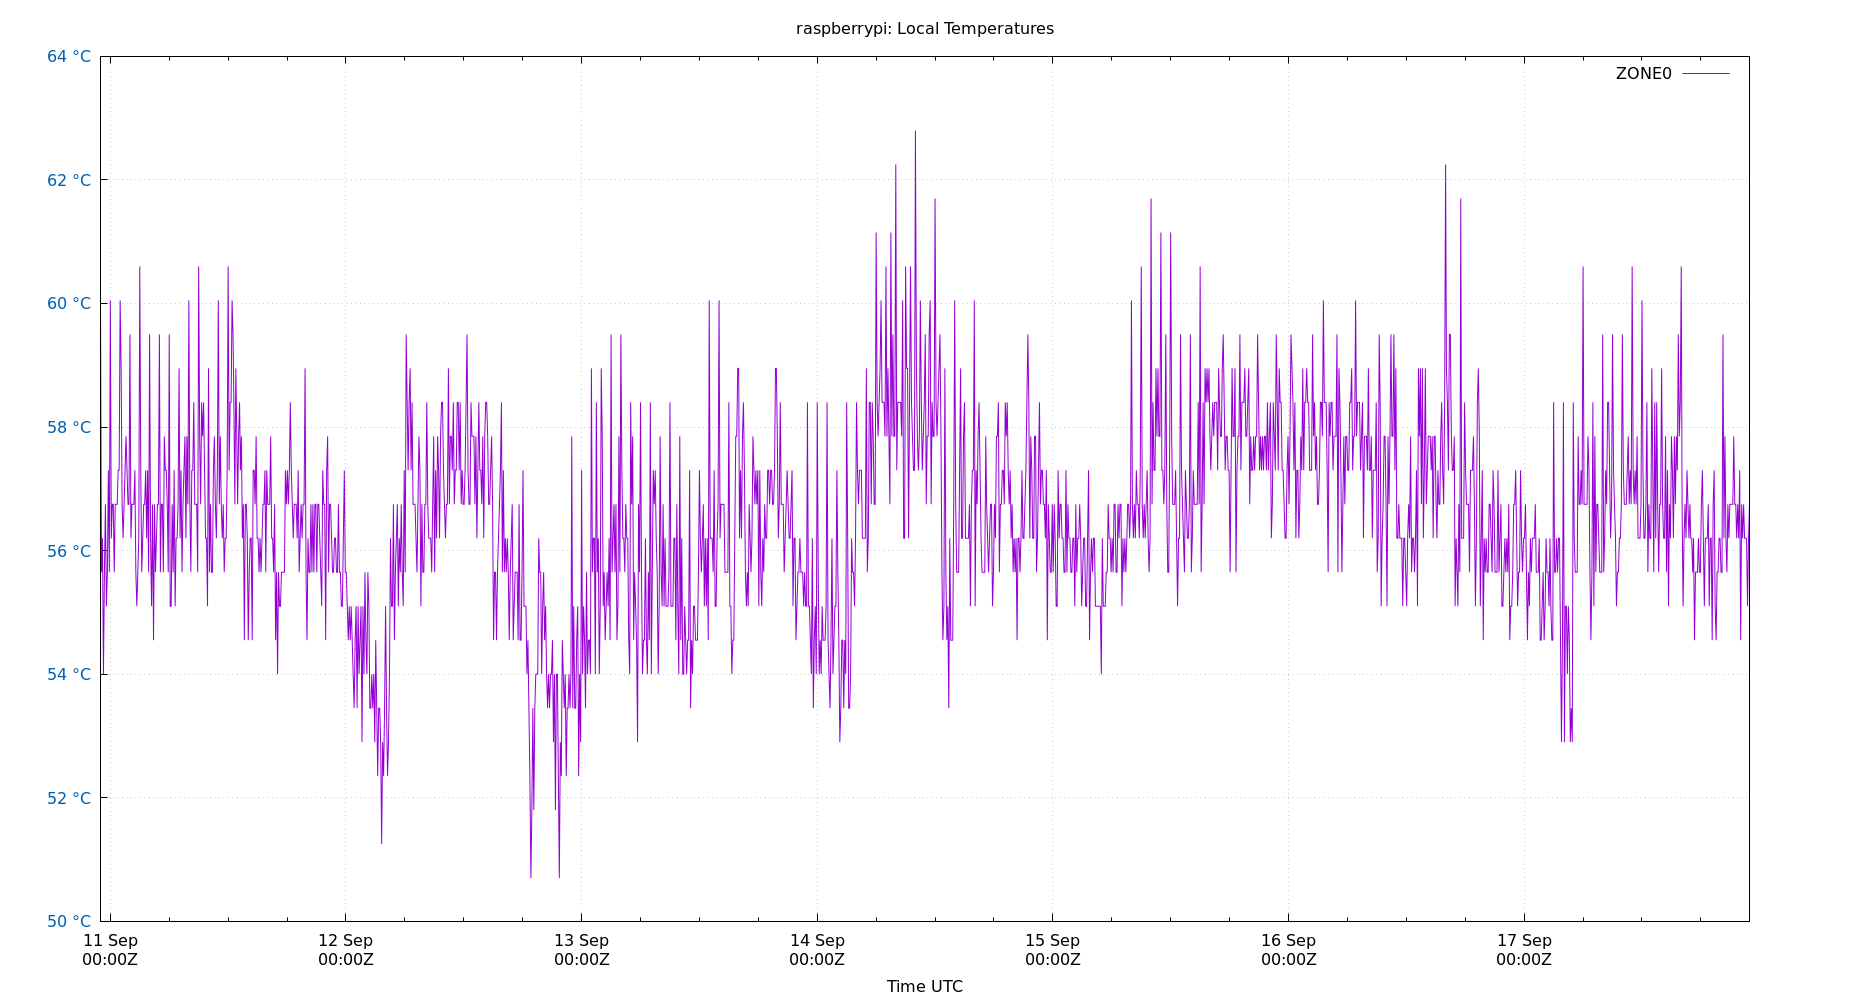 raspberrypi: Local Temperatures
64 °C
ZONE0
62 °C
60 °C
58 °C
56 °C
54 °C
52 °C
50 °C
11 Sep 12 Sep 13 Sep 14 Sep 15 Sep 16 Sep 17 Sep
00:00Z 00:00Z 00:00Z 00:00Z 00:00Z 00:00Z 00:00Z
Time UTC